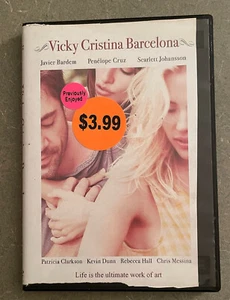 Vicky Cristina Barcelona
Javier Bardem Penélope Cruz Scarlett Johansson
Previously
Enjoyed
$3.99
Patricia Clarkson Kevin Dunn Rebecca Hall Chris Messina
Life is the ultimate work of art